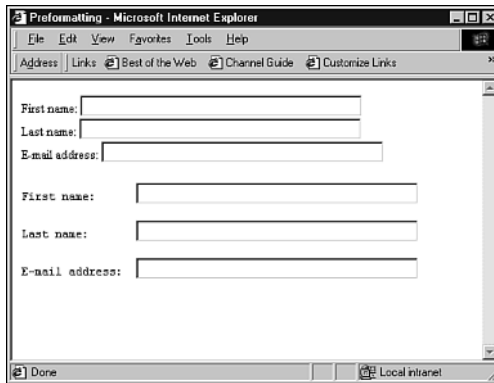 Preformatting - Microsoft Internet Explorer
File Edit View Favorites Tools Help
Address Links Best of the Web Channel Guide Customize Links »
First name:
Last name:
E-mail address:
First name:
Last name:
E-mail address:
Done Local intranet